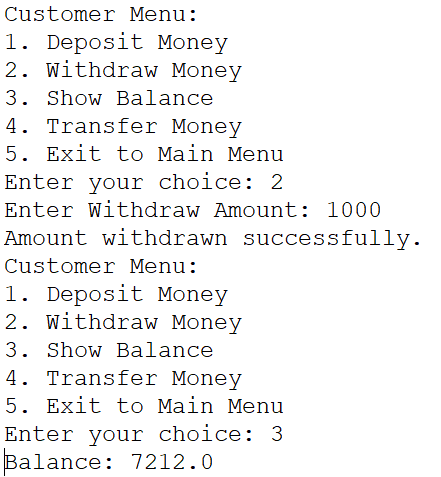 Customer Menu:
1. Deposit Money
2. Withdraw Money
3. Show Balance
4. Transfer Money
5. Exit to Main Menu
Enter your choice: 2
Enter Withdraw Amount: 1000
Amount withdrawn successfully.
Customer Menu:
1. Deposit Money
2. Withdraw Money
3. Show Balance
4. Transfer Money
5. Exit to Main Menu
Enter your choice: 3
Balance: 7212.0